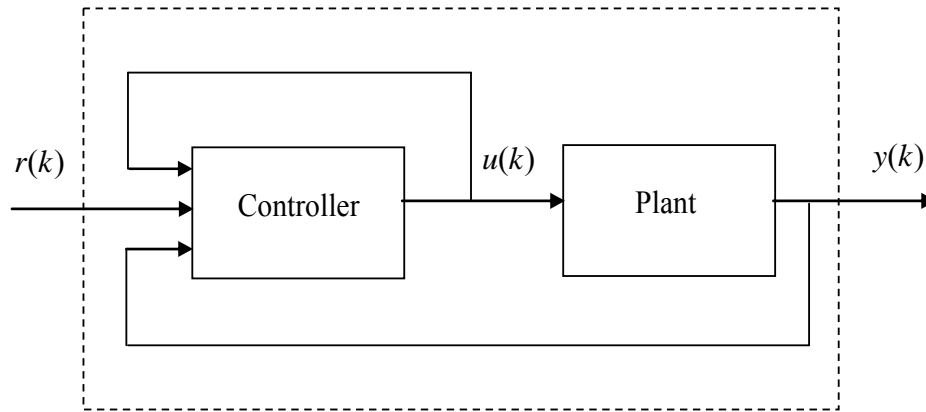 r(k)
Controller
u(k)
Plant
y(k)